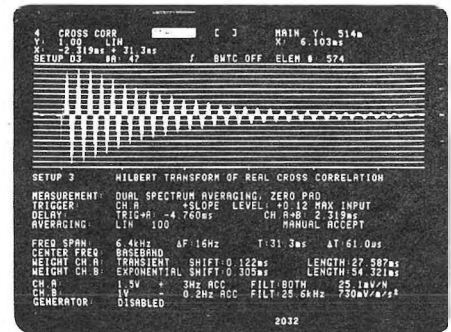 4 CROSS CORR [ ] MAIN Y: 514m
Y: 1.00 LIN X: 6.103ms
X: -2.319ms + 31.3ms
SETUP D3 #A: 47 BWTC OFF ELEM # 574
SETUP 3 HILBERT TRANSFORM OF REAL CROSS CORRELATION
MEASUREMENT: DUAL SPECTRUM AVERAGING, ZERO PAD
TRIGGER: CH.A +SLOPE LEVEL: +0.12 MAX INPUT
DELAY: TRIG→A: -4.760ms CH.A→B: 2.319ms
AVERAGING: LIN 100 MANUAL ACCEPT
FREQ SPAN: 6.4kHz ΔF:16Hz T:31.3ms ΔT:61.0us
CENTER FREQ: BASEBAND
WEIGHT CH.A: TRANSIENT SHIFT:0.122ms LENGTH:27.587ms
WEIGHT CH.B: EXPONENTIAL SHIFT:0.305ms LENGTH:54.321ms
CH.A: 1.5V + 3Hz ACC FILT:BOTH 25.1mV/N
CH.B: 1V - 0.2Hz ACC FILT:25.6kHz 730mV/m/s²
GENERATOR: DISABLED
2032